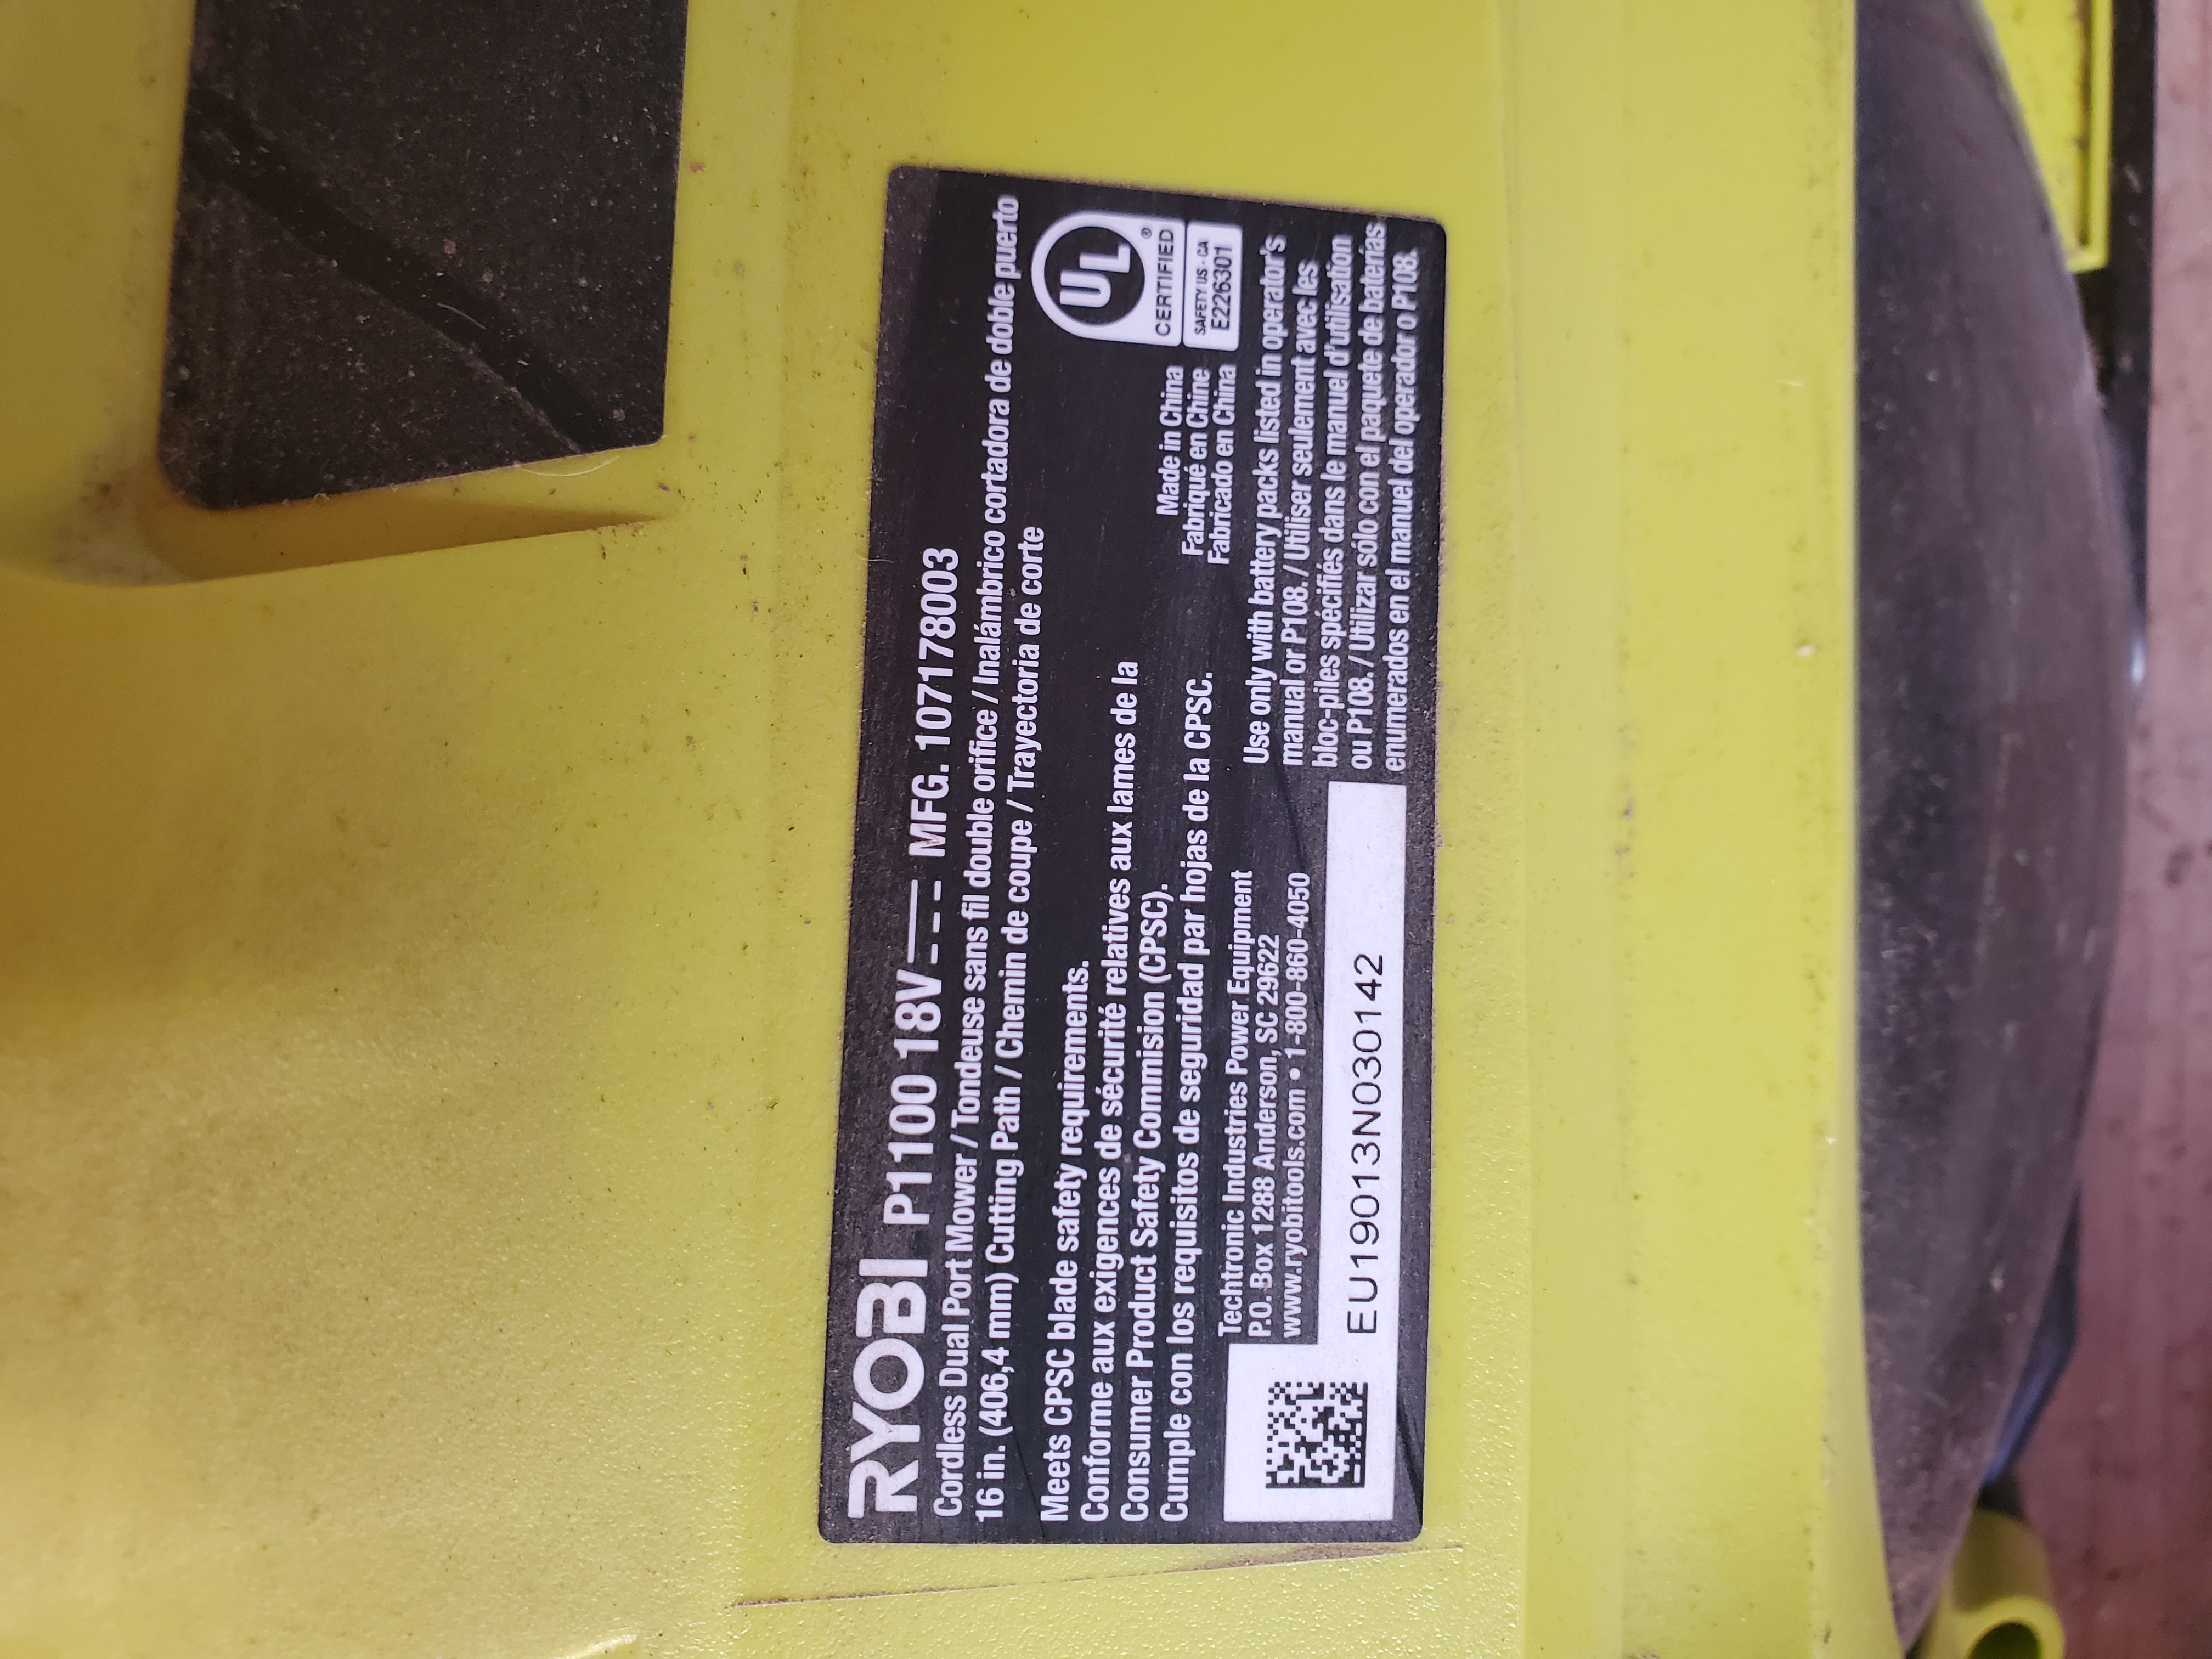 RYOBI P1100 18V⎓ MFG. 107178003
Cordless Dual Port Mower / Tondeuse sans fil double orifice / Inalámbrico cortadora de doble puerto
16 in. (406,4 mm) Cutting Path / Chemin de coupe / Trayectoria de corte
Meets CPSC blade safety requirements.
Conforme aux exigences de sécurité relatives aux lames de la
Consumer Product Safety Commision (CPSC).
Cumple con los requisitos de seguridad par hojas de la CPSC.
Made in China
Fabriqué en Chine
Fabricado en China
UL®
CERTIFIED
SAFETY US-CA
E226301
Techtronic Industries Power Equipment
P.O. Box 1288 Anderson, SC 29622
www.ryobitools.com • 1-800-860-4050
EU19013N030142
Use only with battery packs listed in operator's
manual or P108. / Utiliser seulement avec les
bloc-piles spécifiés dans le manuel d'utilisation
ou P108. / Utilizar sólo con el paquete de baterías
enumerados en el manuel del operador o P108.